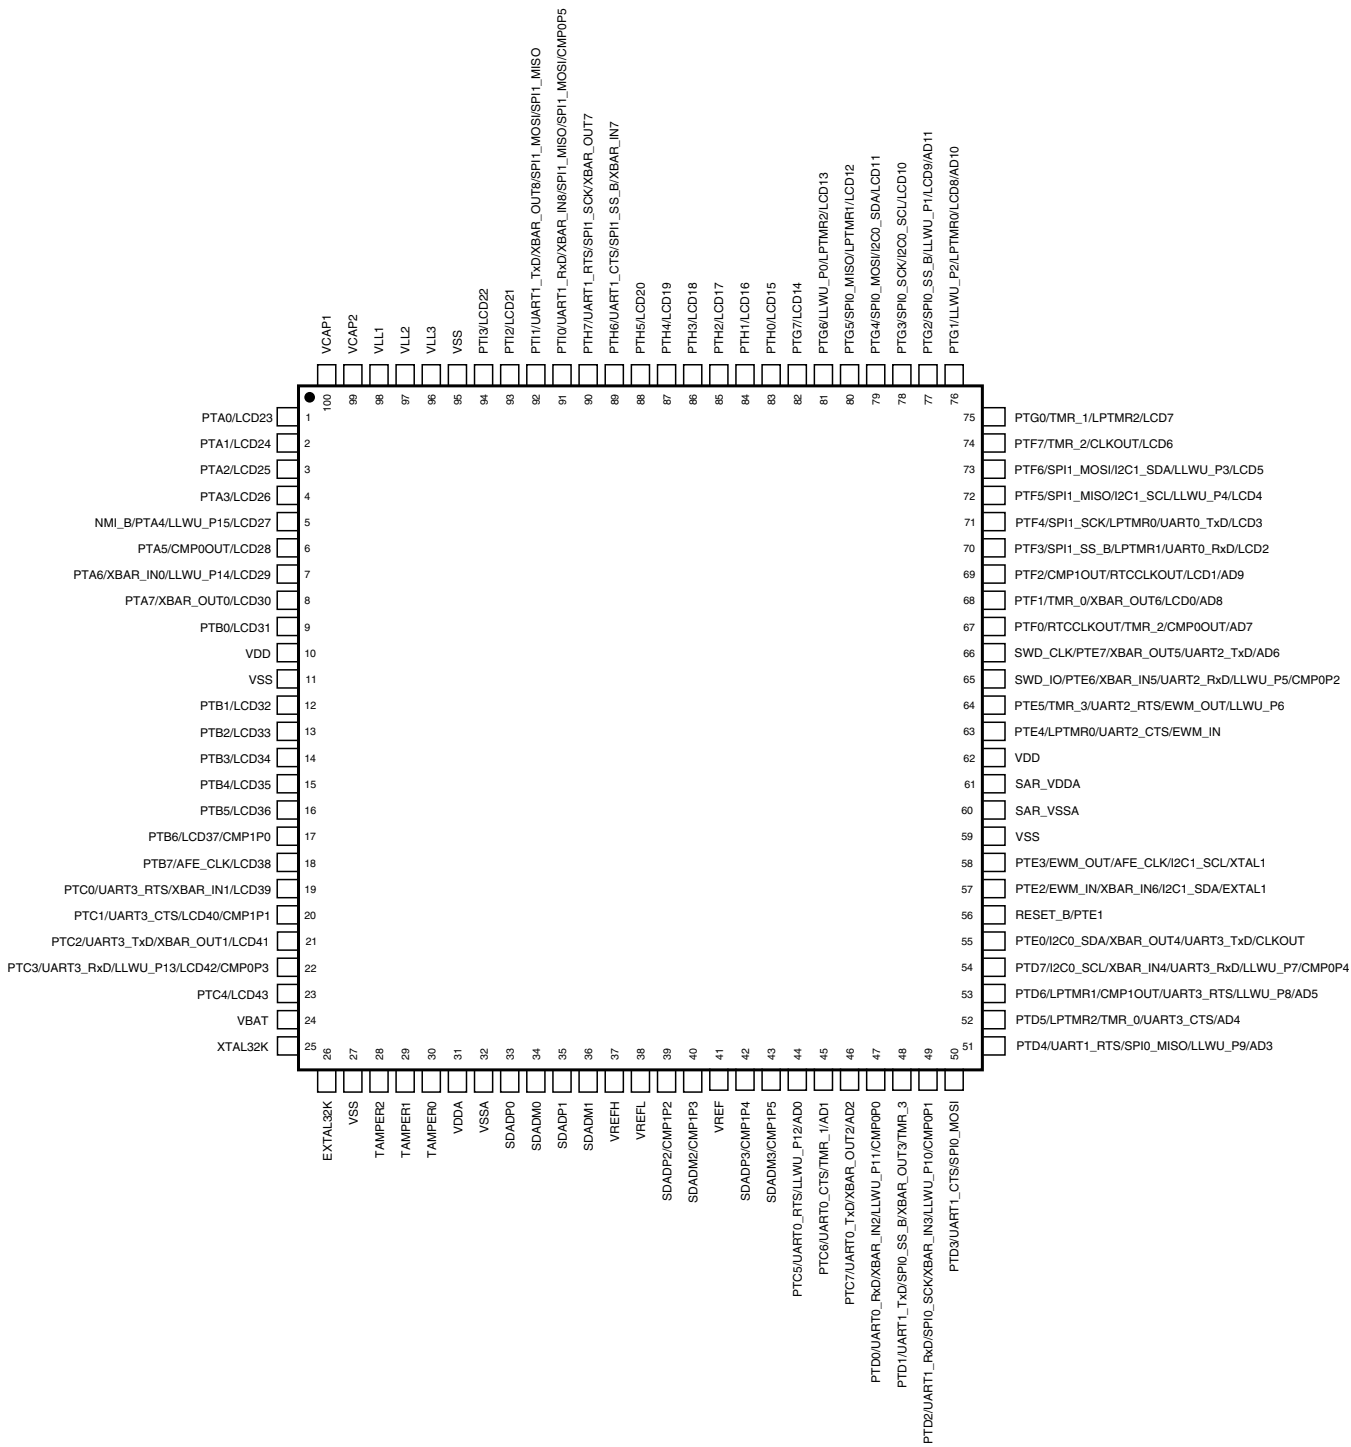 VCAP1
VCAP2
VLL1
VLL2
VLL3
VSS
PTI3/LCD22
PTI2/LCD21
PTI1/UART1_TxD/XBAR_OUT8/SPI1_MOSI/SPI1_MISO
PTI0/UART1_RxD/XBAR_IN8/SPI1_MISO/SPI1_MOSI/CMP0P5
PTH7/UART1_RTS/SPI1_SCK/XBAR_OUT7
PTH6/UART1_CTS/SPI1_SS_B/XBAR_IN7
PTH5/LCD20
PTH4/LCD19
PTH3/LCD18
PTH2/LCD17
PTH1/LCD16
PTH0/LCD15
PTG7/LCD14
PTG6/LLWU_P0/LPTMR2/LCD13
PTG5/SPI0_MISO/LPTMR1/LCD12
PTG4/SPI0_MOSI/I2C0_SDA/LCD11
PTG3/SPI0_SCK/I2C0_SCL/LCD10
PTG2/SPI0_SS_B/LLWU_P1/LCD9/AD11
PTG1/LLWU_P2/LPTMR0/LCD8/AD10
100 99 98 97 96 95 94 93 92 91 90 89 88 87 86 85 84 83 82 81 80 79 78 77 76
PTA0/LCD23 1 75 PTG0/TMR_1/LPTMR2/LCD7
PTA1/LCD24 2 74 PTF7/TMR_2/CLKOUT/LCD6
PTA2/LCD25 3 73 PTF6/SPI1_MOSI/I2C1_SDA/LLWU_P3/LCD5
PTA3/LCD26 4 72 PTF5/SPI1_MISO/I2C1_SCL/LLWU_P4/LCD4
NMI_B/PTA4/LLWU_P15/LCD27 5 71 PTF4/SPI1_SCK/LPTMR0/UART0_TxD/LCD3
PTA5/CMP0OUT/LCD28 6 70 PTF3/SPI1_SS_B/LPTMR1/UART0_RxD/LCD2
PTA6/XBAR_IN0/LLWU_P14/LCD29 7 69 PTF2/CMP1OUT/RTCCLKOUT/LCD1/AD9
PTA7/XBAR_OUT0/LCD30 8 68 PTF1/TMR_0/XBAR_OUT6/LCD0/AD8
PTB0/LCD31 9 67 PTF0/RTCCLKOUT/TMR_2/CMP0OUT/AD7
VDD 10 66 SWD_CLK/PTE7/XBAR_OUT5/UART2_TxD/AD6
VSS 11 65 SWD_IO/PTE6/XBAR_IN5/UART2_RxD/LLWU_P5/CMP0P2
PTB1/LCD32 12 64 PTE5/TMR_3/UART2_RTS/EWM_OUT/LLWU_P6
PTB2/LCD33 13 63 PTE4/LPTMR0/UART2_CTS/EWM_IN
PTB3/LCD34 14 62 VDD
PTB4/LCD35 15 61 SAR_VDDA
PTB5/LCD36 16 60 SAR_VSSA
PTB6/LCD37/CMP1P0 17 59 VSS
PTB7/AFE_CLK/LCD38 18 58 PTE3/EWM_OUT/AFE_CLK/I2C1_SCL/XTAL1
PTC0/UART3_RTS/XBAR_IN1/LCD39 19 57 PTE2/EWM_IN/XBAR_IN6/I2C1_SDA/EXTAL1
PTC1/UART3_CTS/LCD40/CMP1P1 20 56 RESET_B/PTE1
PTC2/UART3_TxD/XBAR_OUT1/LCD41 21 55 PTE0/I2C0_SDA/XBAR_OUT4/UART3_TxD/CLKOUT
PTC3/UART3_RxD/LLWU_P13/LCD42/CMP0P3 22 54 PTD7/I2C0_SCL/XBAR_IN4/UART3_RxD/LLWU_P7/CMP0P4
PTC4/LCD43 23 53 PTD6/LPTMR1/CMP1OUT/UART3_RTS/LLWU_P8/AD5
VBAT 24 52 PTD5/LPTMR2/TMR_0/UART3_CTS/AD4
XTAL32K 25 51 PTD4/UART1_RTS/SPI0_MISO/LLWU_P9/AD3
26 27 28 29 30 31 32 33 34 35 36 37 38 39 40 41 42 43 44 45 46 47 48 49 50
EXTAL32K
VSS
TAMPER2
TAMPER1
TAMPER0
VDDA
VSSA
SDADP0
SDADM0
SDADP1
SDADM1
VREFH
VREFL
SDADP2/CMP1P2
SDADM2/CMP1P3
VREF
SDADP3/CMP1P4
SDADM3/CMP1P5
PTC5/UART0_RTS/LLWU_P12/AD0
PTC6/UART0_CTS/TMR_1/AD1
PTC7/UART0_TxD/XBAR_OUT2/AD2
PTD0/UART0_RxD/XBAR_IN2/LLWU_P11/CMP0P0
PTD1/UART1_TxD/SPI0_SS_B/XBAR_OUT3/TMR_3
PTD2/UART1_RxD/SPI0_SCK/XBAR_IN3/LLWU_P10/CMP0P1
PTD3/UART1_CTS/SPI0_MOSI